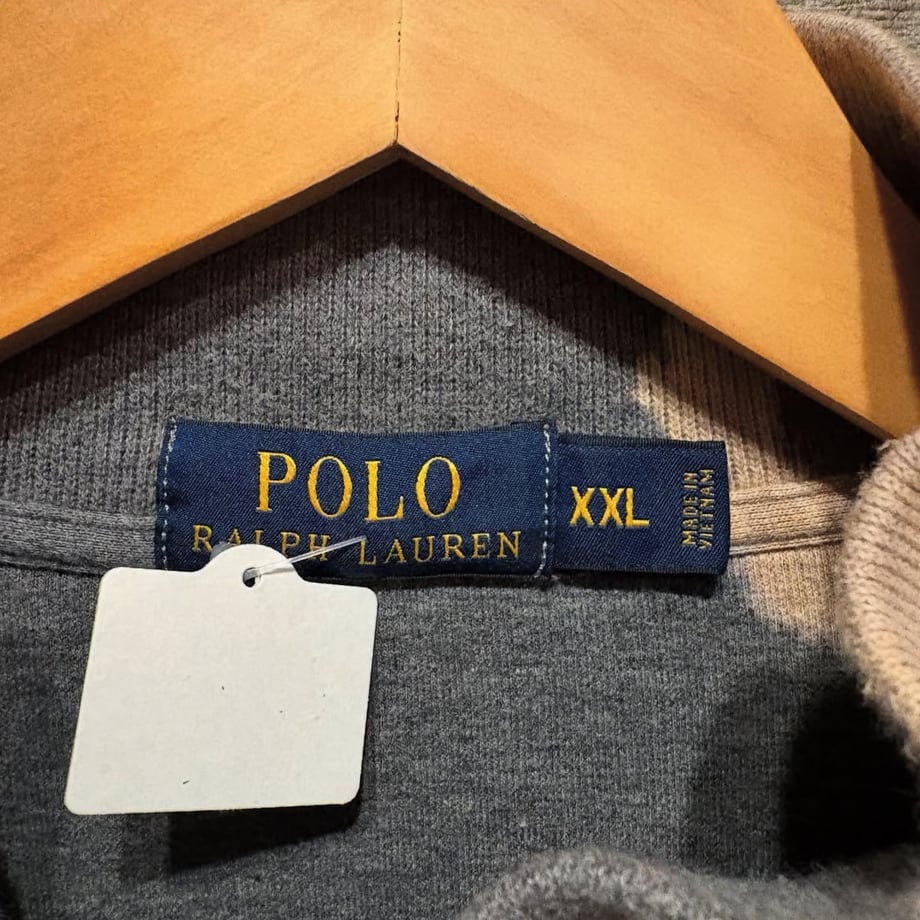 POLO
RALPH LAUREN
XXL
MADE IN
VIETNAM